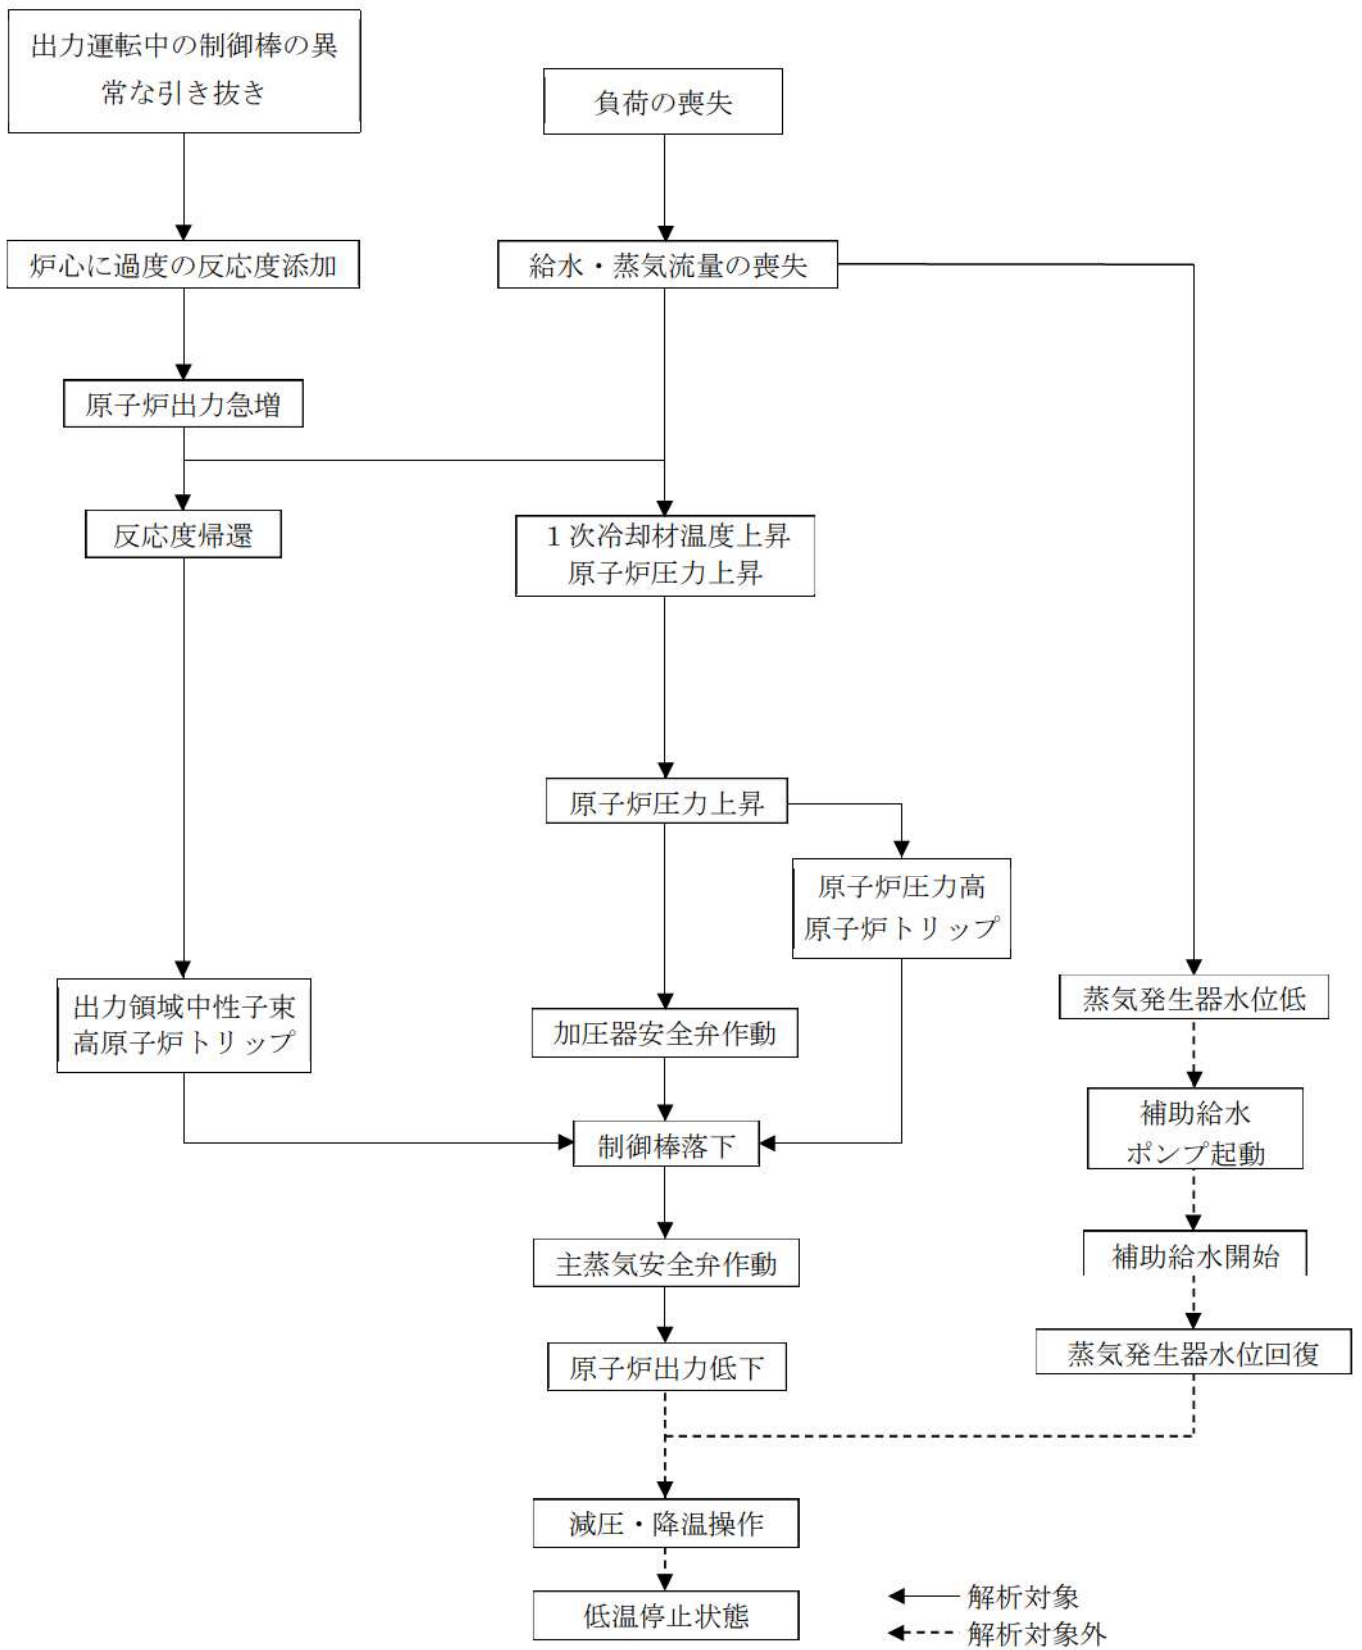 出力運転中の制御棒の異
常な引き抜き
負荷の喪失
炉心に過度の反応度添加
給水・蒸気流量の喪失
原子炉出力急増
反応度帰還
１次冷却材温度上昇
原子炉圧力上昇
原子炉圧力上昇
原子炉圧力高
原子炉トリップ
出力領域中性子束
高原子炉トリップ
加圧器安全弁作動
蒸気発生器水位低
制御棒落下
補助給水
ポンプ起動
主蒸気安全弁作動
補助給水開始
原子炉出力低下
蒸気発生器水位回復
減圧・降温操作
低温停止状態
解析対象
解析対象外